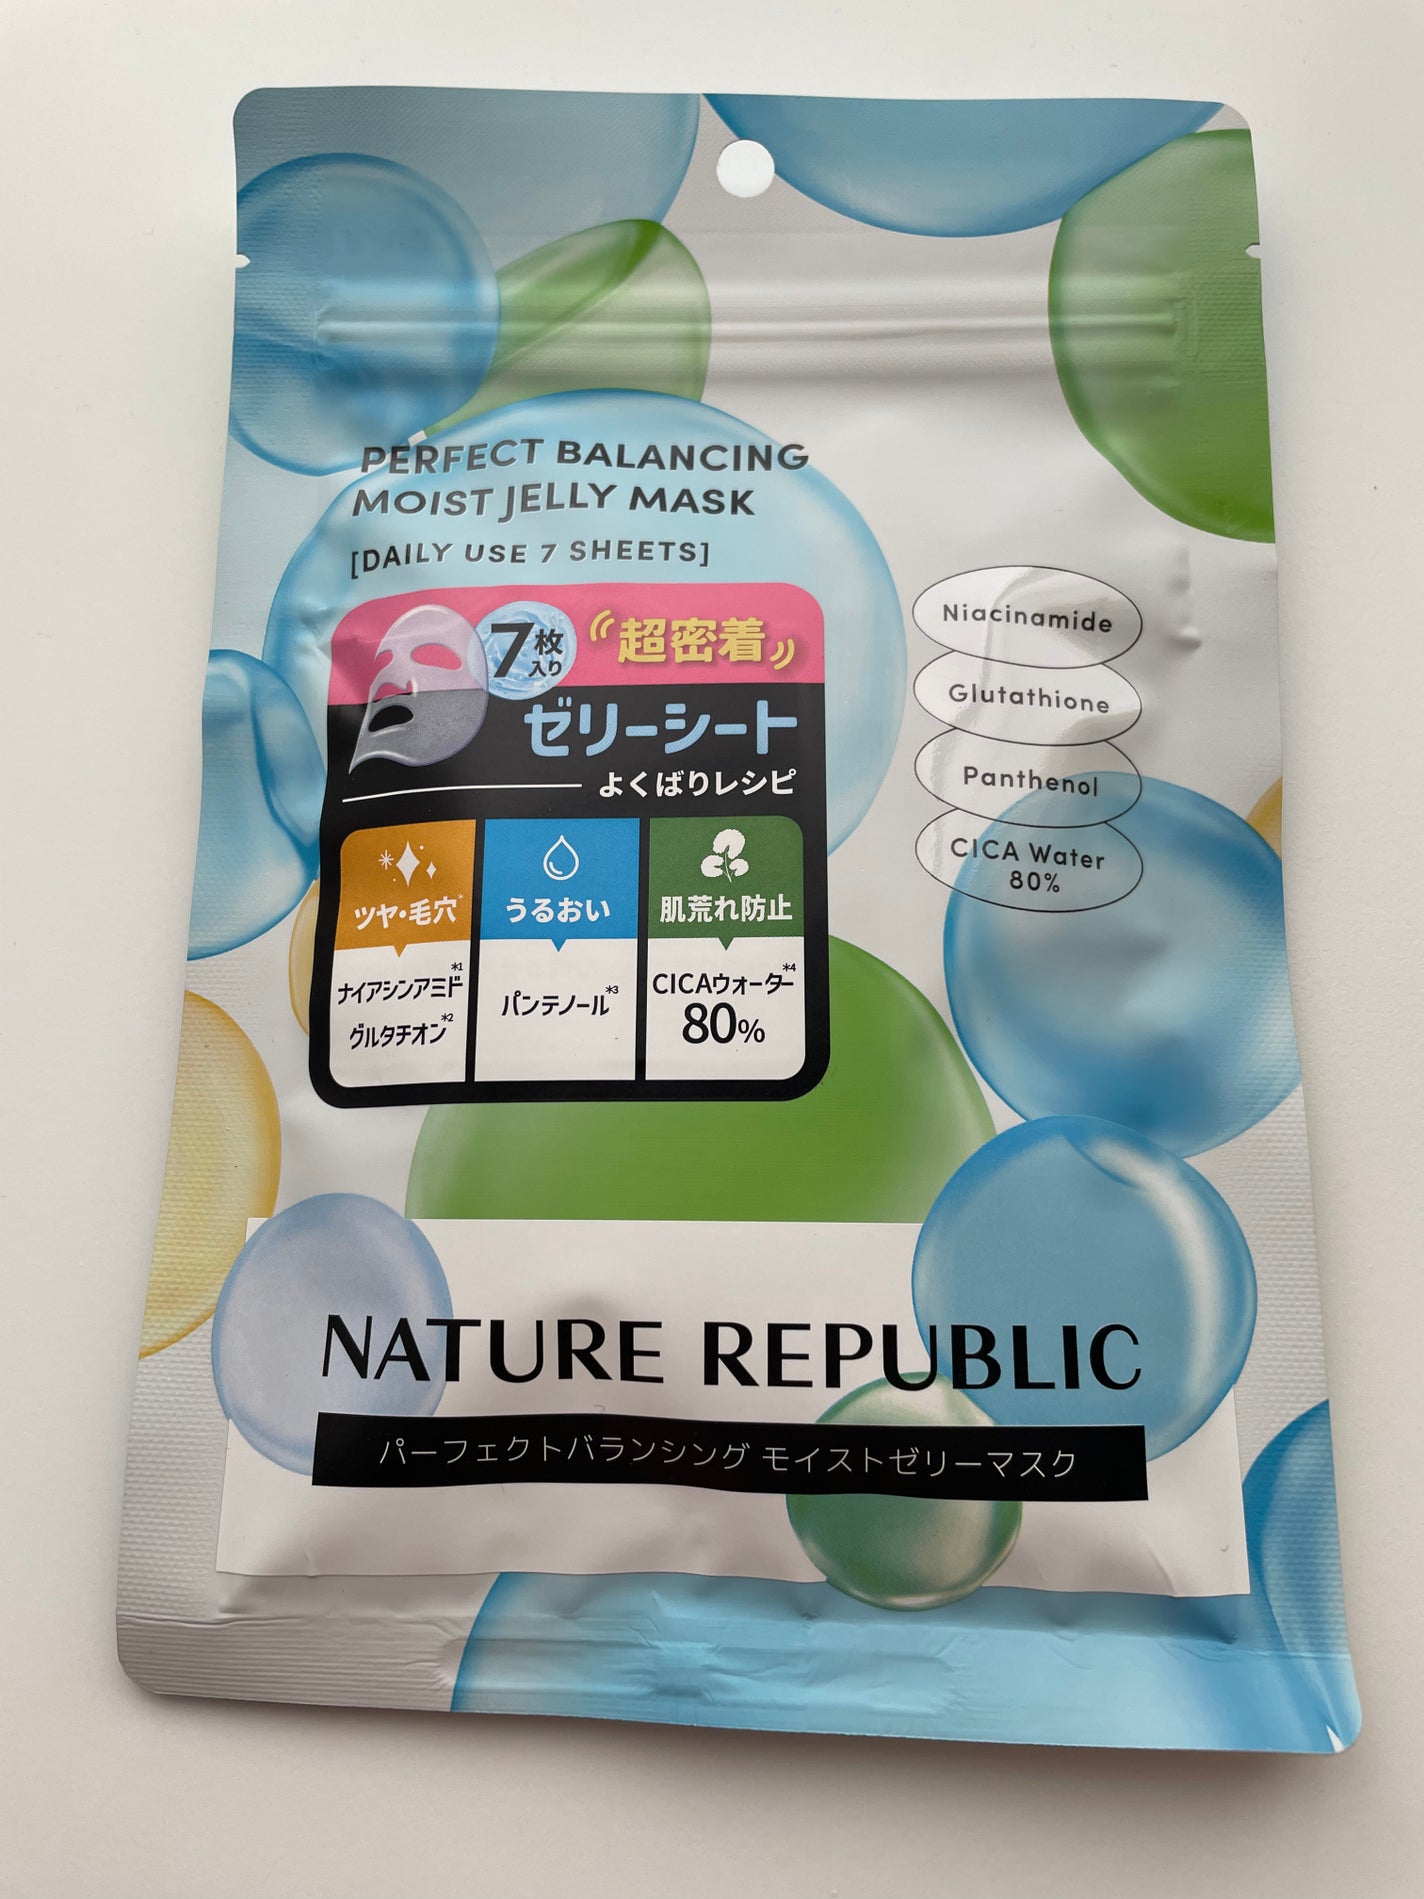 PERFECT BALANCING
MOIST JELLY MASK
[DAILY USE 7 SHEETS]
7枚入り
超密着
ゼリーシート
よくばりレシピ
ツヤ・毛穴*
ナイアシンアミド*1
グルタチオン*2
うるおい
パンテノール*3
肌荒れ防止
CICAウォーター*4
80%
Niacinamide
Glutathione
Panthenol
CICA Water
80%
NATURE REPUBLIC
パーフェクトバランシング モイストゼリーマスク